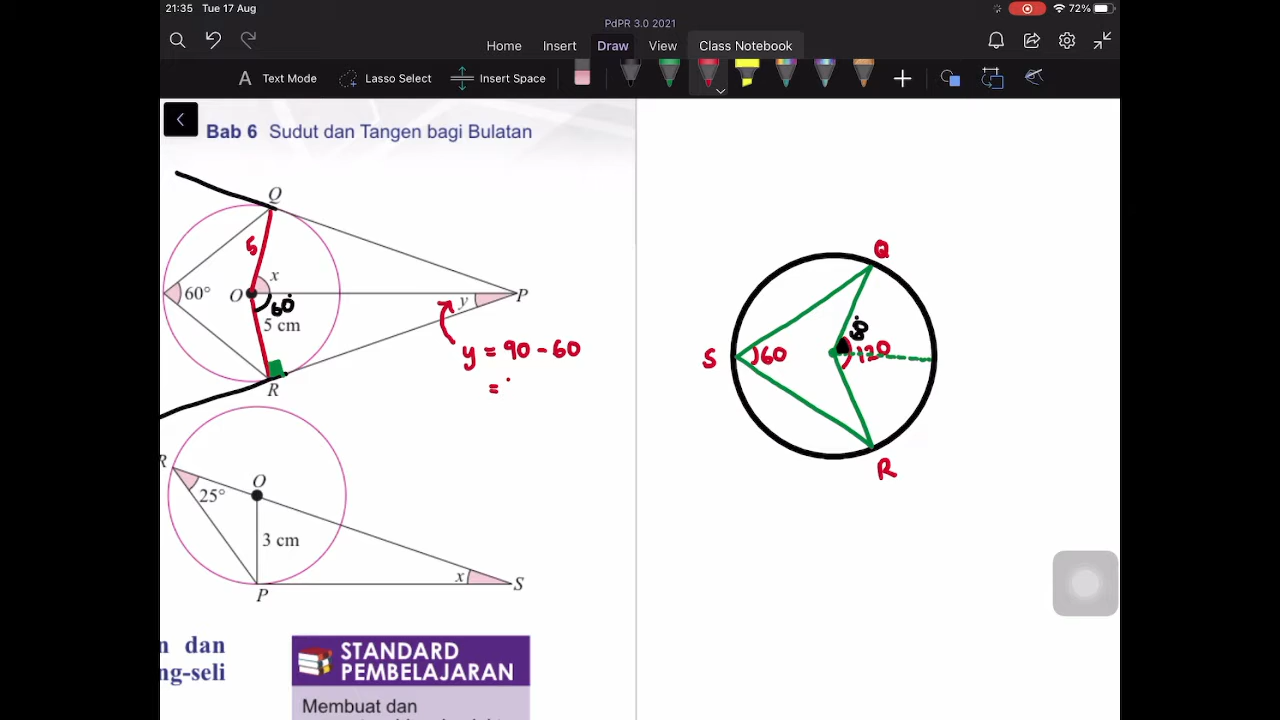 21:35 Tue 17 Aug
72%
PdPR 3.0 2021
Home Insert Draw View Class Notebook
Text Mode Lasso Select Insert Space
Bab 6 Sudut dan Tangen bagi Bulatan
Q
5
x
60°
O
60°
y
P
5 cm
R
y = 90 - 60
=
Q
60
S
60
120
R
R
O
25°
3 cm
x
S
P
dan
ng-seli
STANDARD
PEMBELAJARAN
Membuat dan